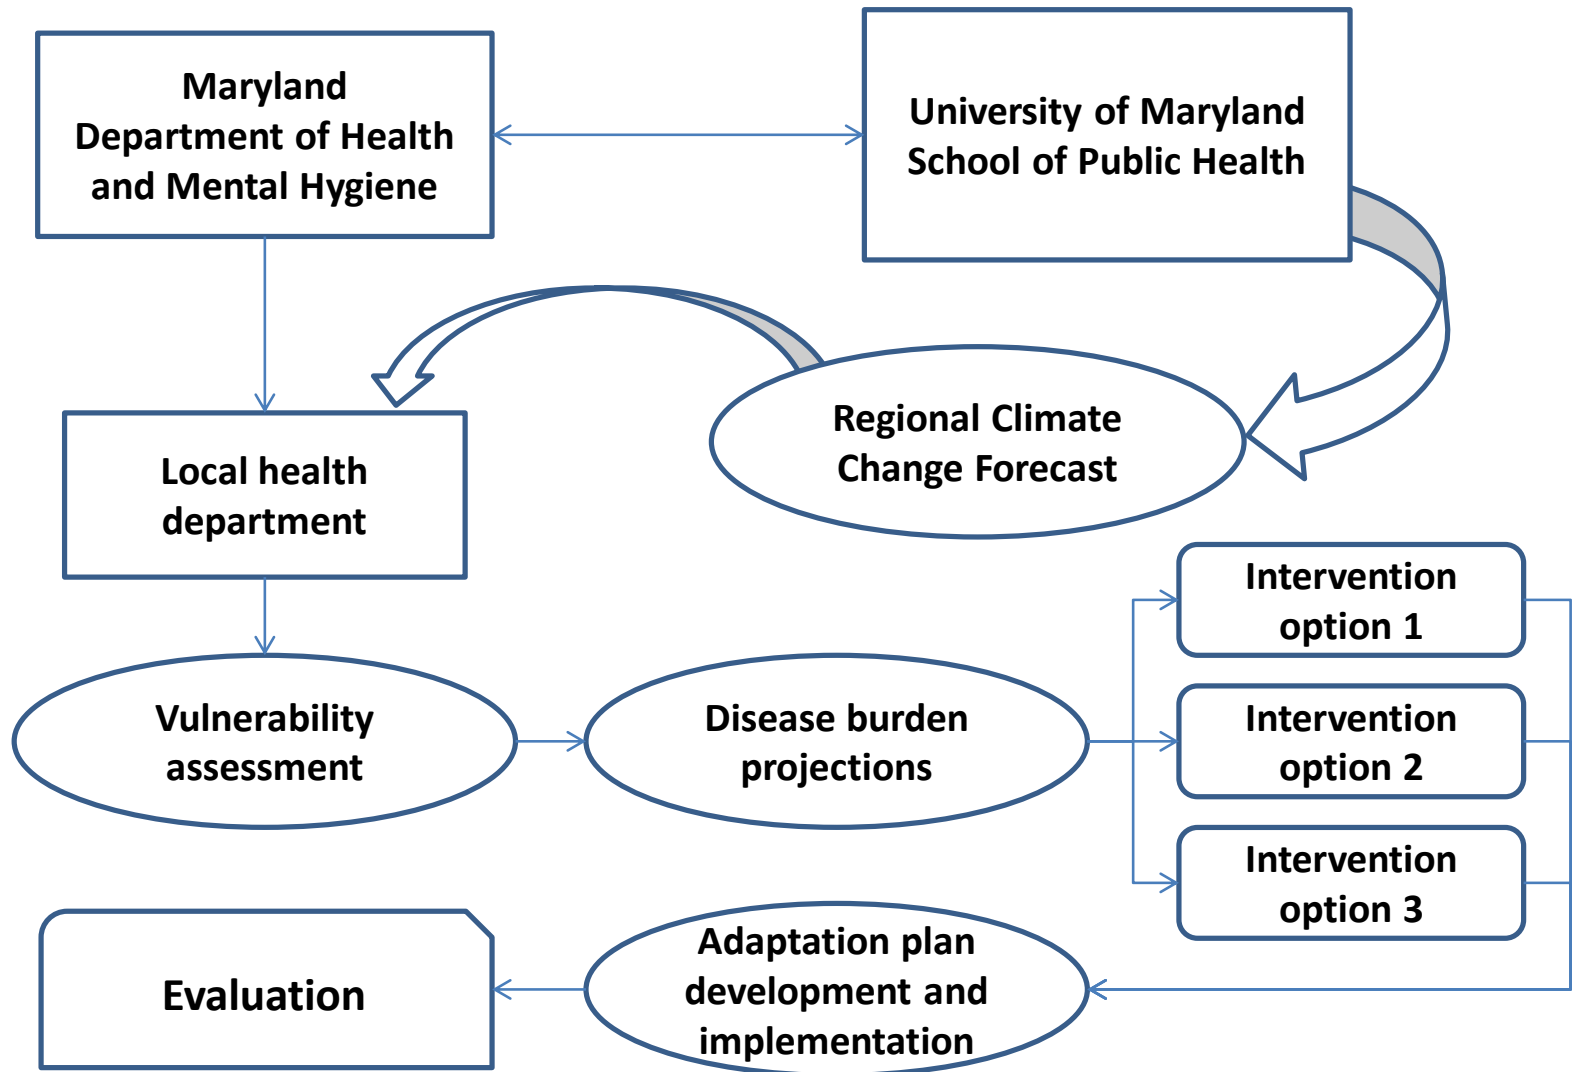 Maryland
Department of Health
and Mental Hygiene
University of Maryland
School of Public Health
Regional Climate
Change Forecast
Local health
department
Vulnerability
assessment
Disease burden
projections
Intervention
option 1
Intervention
option 2
Intervention
option 3
Adaptation plan
development and
implementation
Evaluation